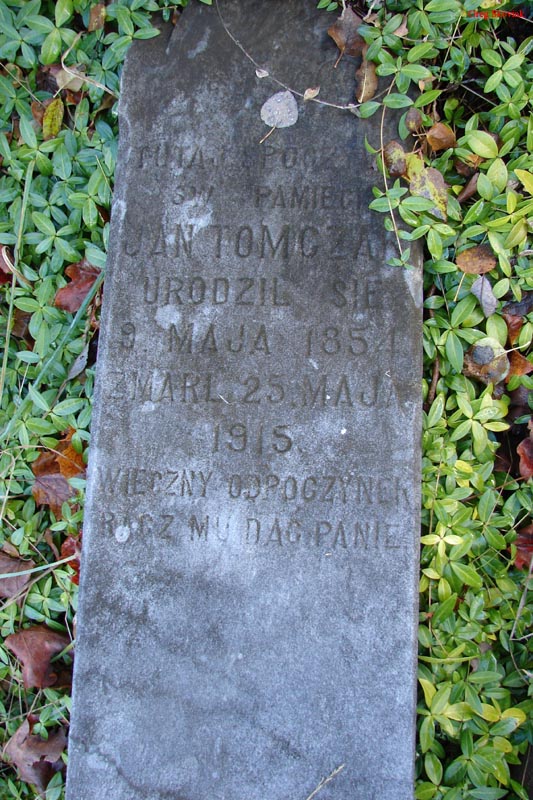 TUTAJ
SW PAMIECI
JAN TOMCZAK
URODZIL SIE
9. MAJA 1854
ZMARL 25. MAJA
1915.
WIECZNY ODPOCZYNEK
RACZ MU DAC PANIE.